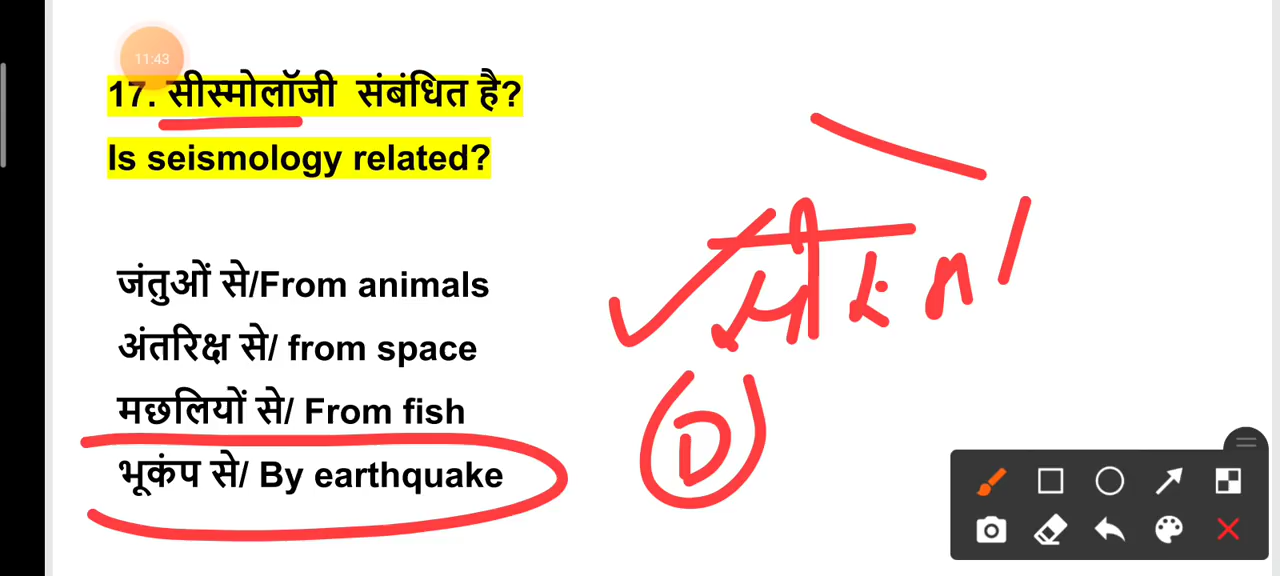 11:43
17. सीस्मोलॉजी संबंधित है?
Is seismology related?
जंतुओं से/From animals
अंतरिक्ष से/ from space
मछलियों से/ From fish
भूकंप से/ By earthquake
D